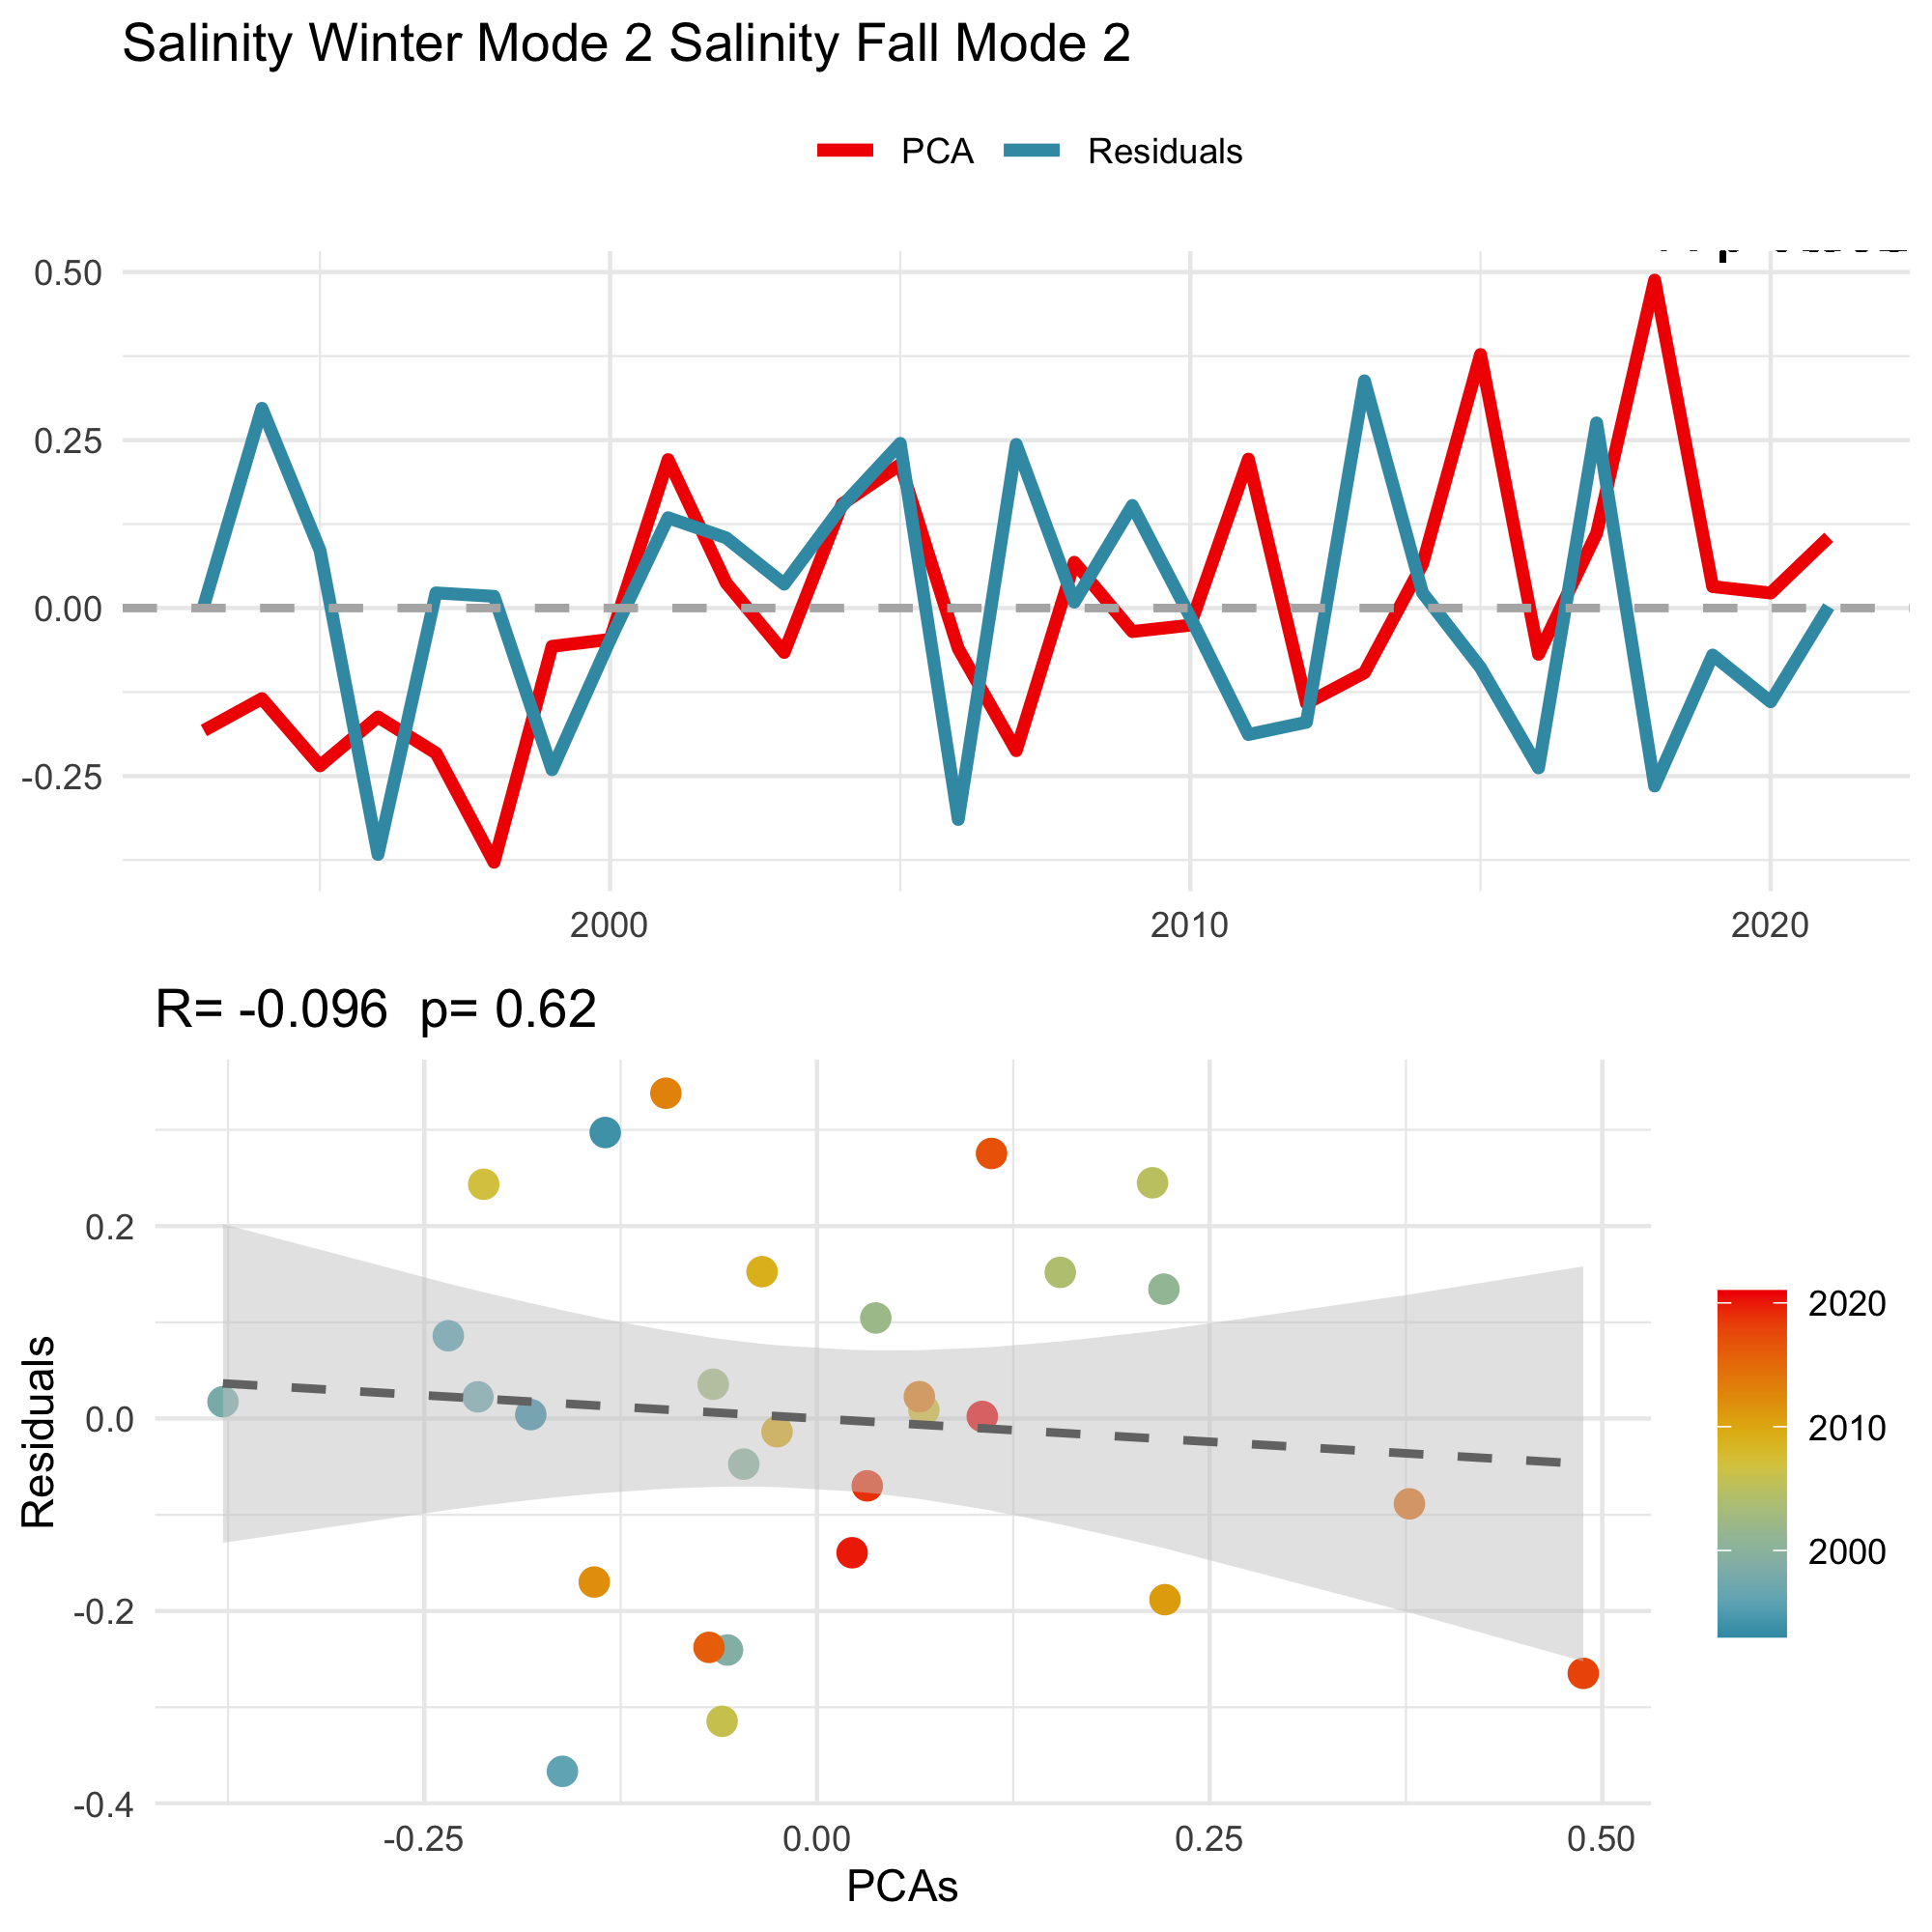 Salinity Winter Mode 2 Salinity Fall Mode 2
PCA Residuals
0.50
0.25
0.00
-0.25
2000 2010 2020
R= -0.096 p= 0.62
Residuals
0.2
0.0
-0.2
-0.4
-0.25 0.00 0.25 0.50
PCAs
2020
2010
2000